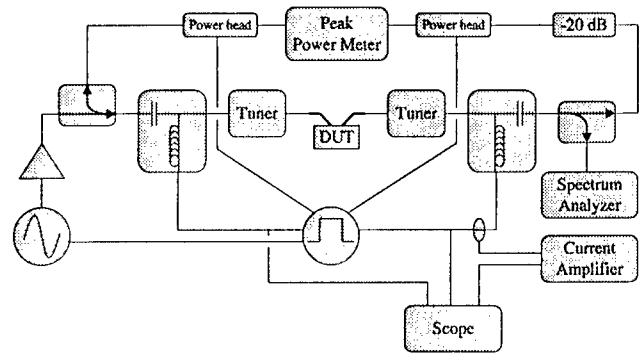 Power head
Peak
Power Meter
Power head
-20 dB
Tuner
DUT
Tuner
Spectrum
Analyzer
Current
Amplifier
Scope